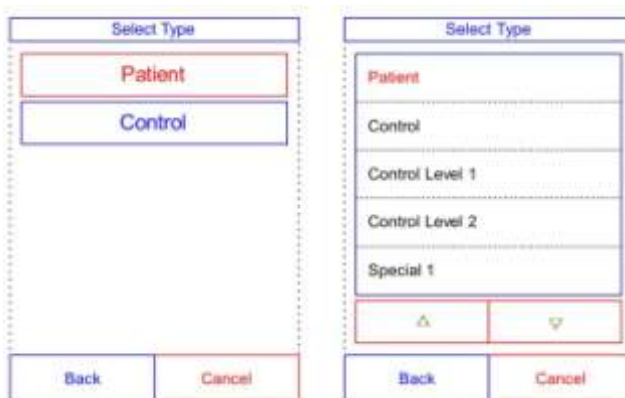 Select Type
Patient
Control
Back Cancel
Select Type
Patient
Control
Control Level 1
Control Level 2
Special 1
Back Cancel